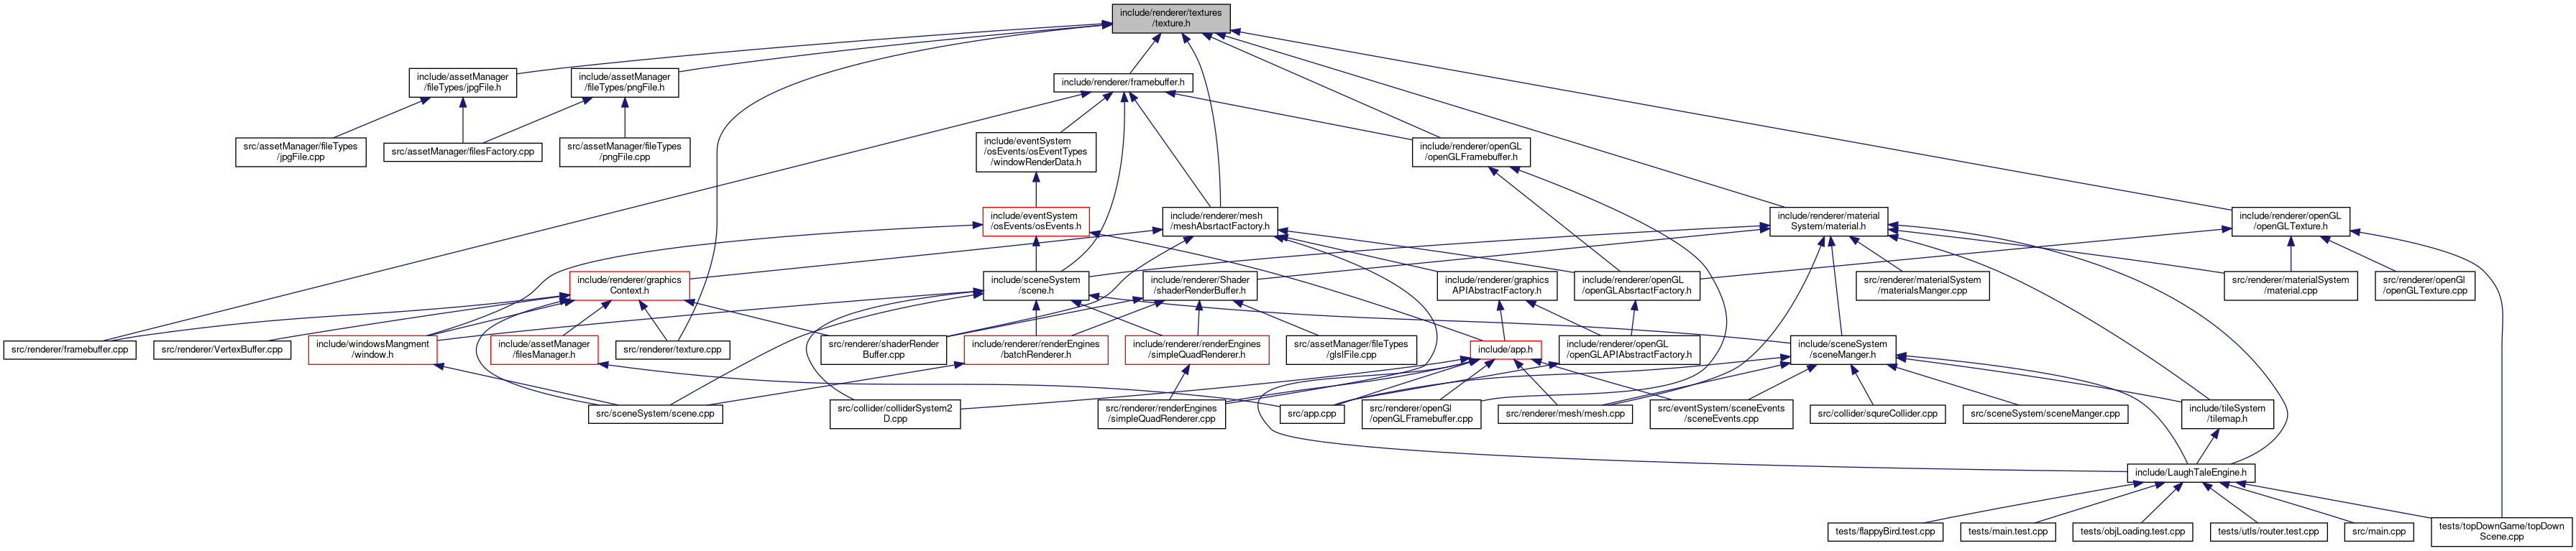 include/renderer/textures
/texture.h
include/assetManager
/fileTypes/jpgFile.h
include/assetManager
/fileTypes/pngFile.h
include/renderer/framebuffer.h
src/assetManager/fileTypes
/jpgFile.cpp
src/assetManager/filesFactory.cpp
src/assetManager/fileTypes
/pngFile.cpp
include/eventSystem
/osEvents/osEventTypes
/windowRenderData.h
include/renderer/openGL
/openGLFramebuffer.h
include/eventSystem
/osEvents/osEvents.h
include/renderer/mesh
/meshAbsrtactFactory.h
include/renderer/material
System/material.h
include/renderer/openGL
/openGLTexture.h
include/renderer/graphics
Context.h
include/sceneSystem
/scene.h
include/renderer/Shader
/shaderRenderBuffer.h
include/renderer/graphics
APIAbstractFactory.h
include/renderer/openGL
/openGLAbsrtactFactory.h
src/renderer/materialSystem
/materialsManger.cpp
src/renderer/materialSystem
/material.cpp
src/renderer/openGl
/openGLTexture.cpp
src/renderer/framebuffer.cpp
src/renderer/VertexBuffer.cpp
include/windowsMangment
/window.h
include/assetManager
/filesManager.h
src/renderer/texture.cpp
src/renderer/shaderRender
Buffer.cpp
include/renderer/renderEngines
/batchRenderer.h
include/renderer/renderEngines
/simpleQuadRenderer.h
src/assetManager/fileTypes
/glslFile.cpp
include/app.h
include/renderer/openGL
/openGLAPIAbstractFactory.h
include/sceneSystem
/sceneManger.h
src/sceneSystem/scene.cpp
src/collider/colliderSystem2
D.cpp
src/renderer/renderEngines
/simpleQuadRenderer.cpp
src/app.cpp
src/renderer/openGl
/openGLFramebuffer.cpp
src/renderer/mesh/mesh.cpp
src/eventSystem/sceneEvents
/sceneEvents.cpp
src/collider/squreCollider.cpp
src/sceneSystem/sceneManger.cpp
include/tileSystem
/tilemap.h
include/LaughTaleEngine.h
tests/flappyBird.test.cpp
tests/main.test.cpp
tests/objLoading.test.cpp
tests/utls/router.test.cpp
src/main.cpp
tests/topDownGame/topDown
Scene.cpp